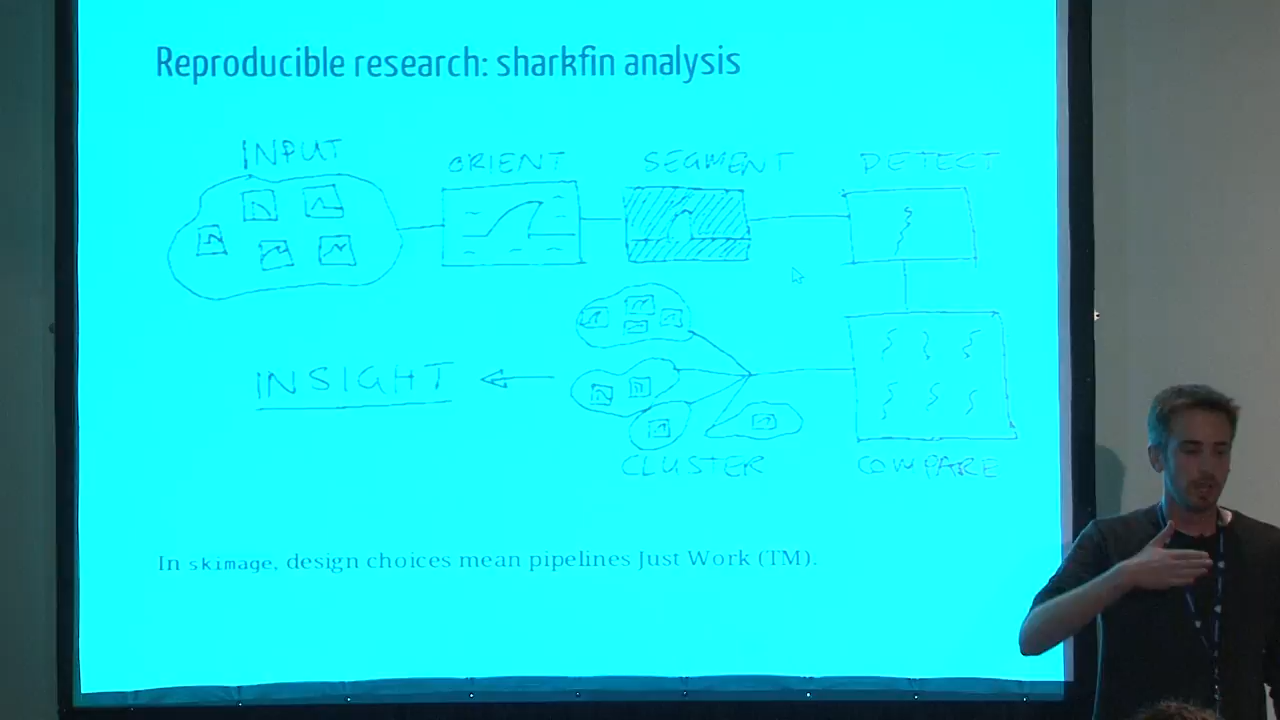 Reproducible research: sharkfin analysis
INPUT
ORIENT
SEGMENT
DETECT
INSIGHT
CLUSTER
COMPARE
In skimage, design choices mean pipelines Just Work (TM).